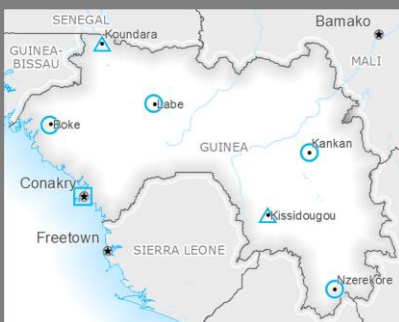 SENEGAL
Koundara
Bamako
GUINEA-
BISSAU
MALI
Labe
Boke
GUINEA
Kankan
Conakry
Kissidougou
Freetown
SIERRA LEONE
Nzerekore